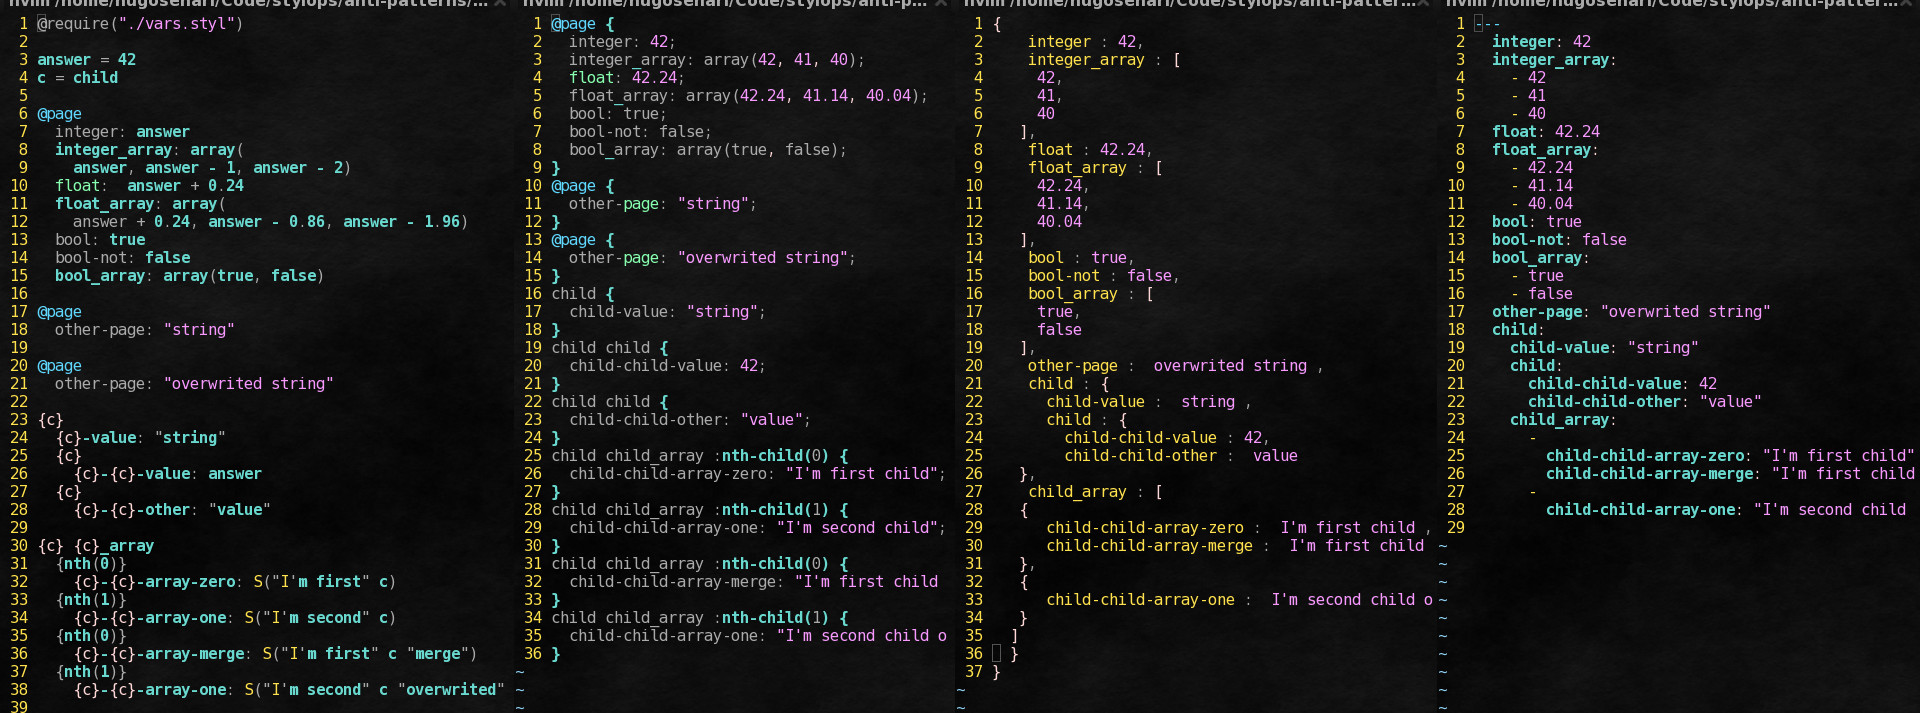 nvim /home/hugosenari/Code/stylops/anti-patterns/...
1 @require("./vars.styl")
2
3 answer = 42
4 c = child
5
6 @page
7 integer: answer
8 integer_array: array(
9 answer, answer - 1, answer - 2)
10 float:  answer + 0.24
11 float_array: array(
12 answer + 0.24, answer - 0.86, answer - 1.96)
13 bool: true
14 bool-not: false
15 bool_array: array(true, false)
16
17 @page
18 other-page: "string"
19
20 @page
21 other-page: "overwrited string"
22
23 {c}
24 {c}-value: "string"
25 {c}
26 {c}-{c}-value: answer
27 {c}
28 {c}-{c}-other: "value"
29
30 {c} {c}_array
31 {nth(0)}
32 {c}-{c}-array-zero: S("I'm first" c)
33 {nth(1)}
34 {c}-{c}-array-one: S("I'm second" c)
35 {nth(0)}
36 {c}-{c}-array-merge: S("I'm first" c "merge")
37 {nth(1)}
38 {c}-{c}-array-one: S("I'm second" c "overwrited"
39
nvim /home/hugosenari/Code/stylops/anti-p...
1 @page {
2 integer: 42;
3 integer_array: array(42, 41, 40);
4 float: 42.24;
5 float_array: array(42.24, 41.14, 40.04);
6 bool: true;
7 bool-not: false;
8 bool_array: array(true, false);
9 }
10 @page {
11 other-page: "string";
12 }
13 @page {
14 other-page: "overwrited string";
15 }
16 child {
17 child-value: "string";
18 }
19 child child {
20 child-child-value: 42;
21 }
22 child child {
23 child-child-other: "value";
24 }
25 child child_array :nth-child(0) {
26 child-child-array-zero: "I'm first child";
27 }
28 child child_array :nth-child(1) {
29 child-child-array-one: "I'm second child";
30 }
31 child child_array :nth-child(0) {
32 child-child-array-merge: "I'm first child
33 }
34 child child_array :nth-child(1) {
35 child-child-array-one: "I'm second child o
36 }
~
~
~
nvim /home/hugosenari/Code/stylops/anti-patter...
1 {
2 integer : 42,
3 integer_array : [
4 42,
5 41,
6 40
7 ],
8 float : 42.24,
9 float_array : [
10 42.24,
11 41.14,
12 40.04
13 ],
14 bool : true,
15 bool-not : false,
16 bool_array : [
17 true,
18 false
19 ],
20 other-page :  overwrited string ,
21 child : {
22 child-value :  string ,
23 child : {
24 child-child-value : 42,
25 child-child-other :  value
26 },
27 child_array : [
28 {
29 child-child-array-zero :  I'm first child ,
30 child-child-array-merge :  I'm first child
31 },
32 {
33 child-child-array-one :  I'm second child o
34 }
35 ]
36 }
37 }
~
~
nvim /home/hugosenari/Code/stylops/anti-patter...
1 ---
2 integer: 42
3 integer_array:
4 - 42
5 - 41
6 - 40
7 float: 42.24
8 float_array:
9 - 42.24
10 - 41.14
11 - 40.04
12 bool: true
13 bool-not: false
14 bool_array:
15 - true
16 - false
17 other-page: "overwrited string"
18 child:
19 child-value: "string"
20 child:
21 child-child-value: 42
22 child-child-other: "value"
23 child_array:
24 -
25 child-child-array-zero: "I'm first child"
26 child-child-array-merge: "I'm first child
27 -
28 child-child-array-one: "I'm second child
29
~
~
~
~
~
~
~
~
~
~